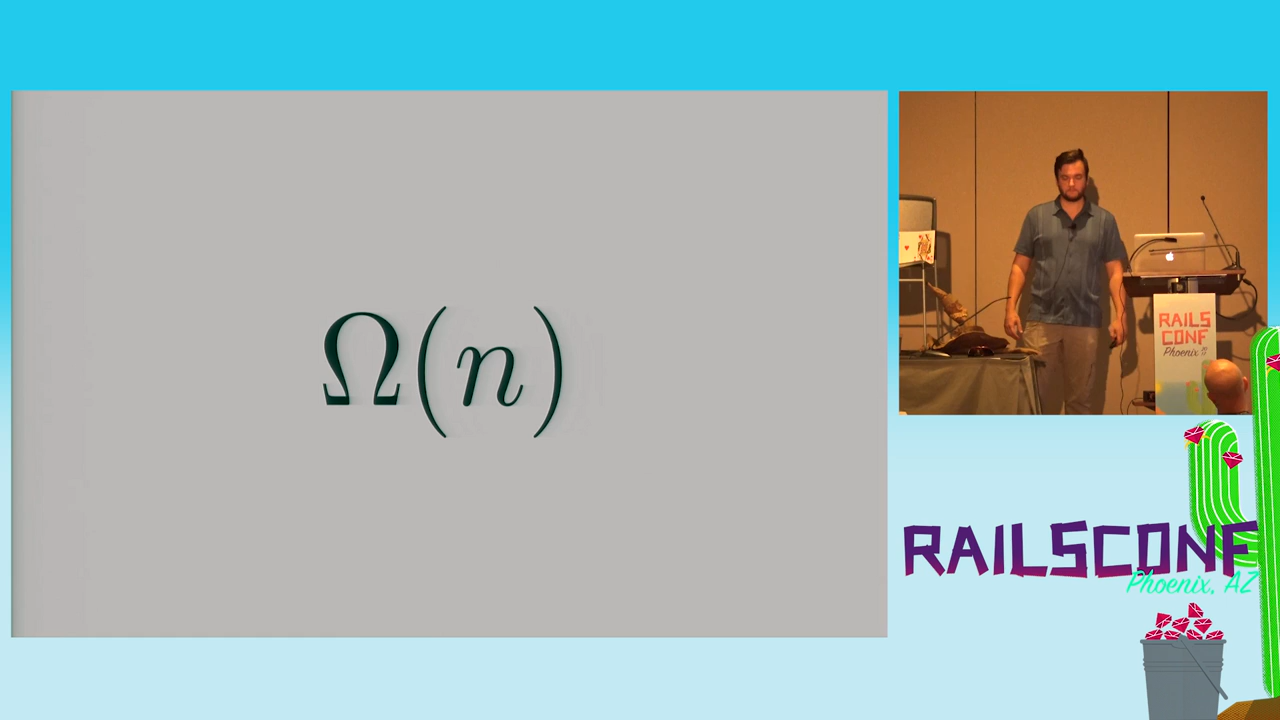 Ω(n)
RAILS
CONF
Phoenix
RAILSCONF
Phoenix, AZ